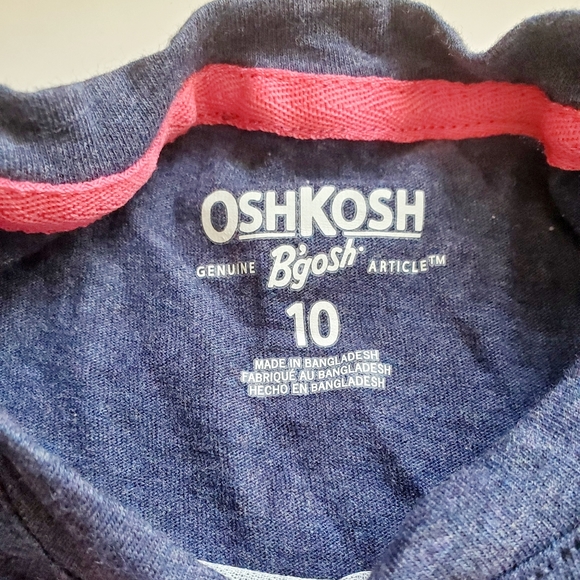 OSHKOSH
GENUINE B'gosh ARTICLE™
10
MADE IN BANGLADESH
FABRIQUÉ AU BANGLADESH
HECHO EN BANGLADESH